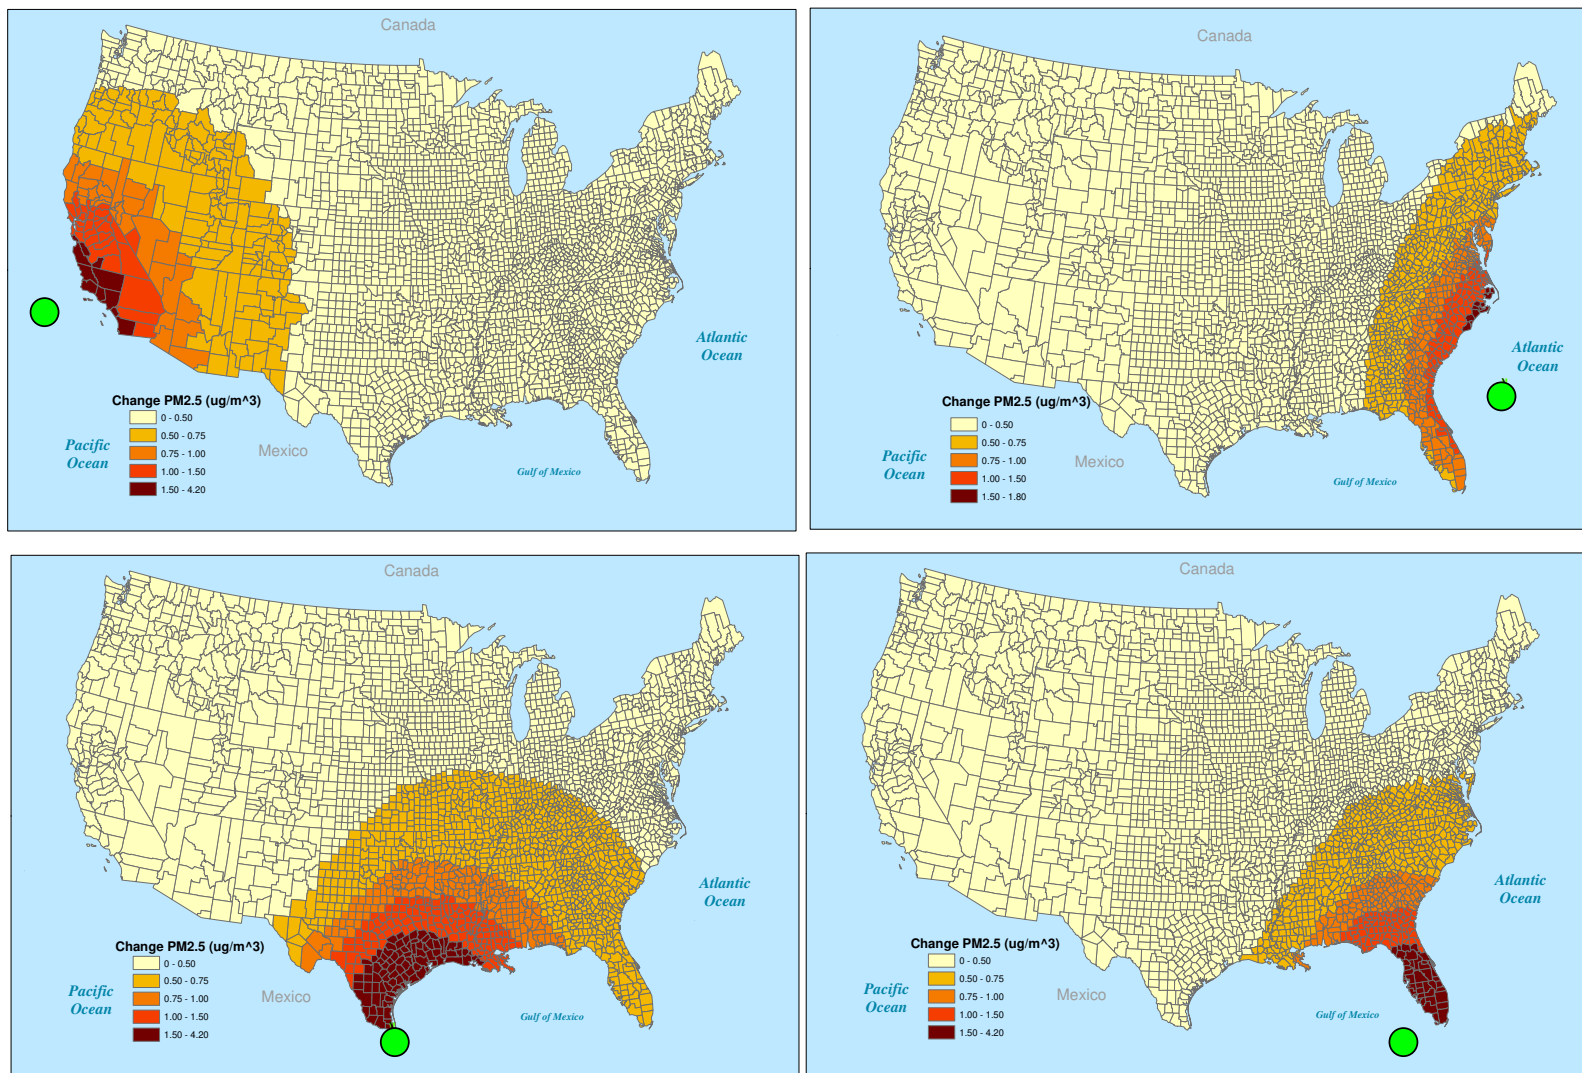 Canada
Atlantic
Ocean
Change PM2.5 (ug/m^3)
0 - 0.50
0.50 - 0.75
0.75 - 1.00
1.00 - 1.50
1.50 - 4.20
Pacific
Ocean
Mexico
Gulf of Mexico
Canada
Atlantic
Ocean
Change PM2.5 (ug/m^3)
0 - 0.50
0.50 - 0.75
0.75 - 1.00
1.00 - 1.50
1.50 - 1.80
Pacific
Ocean
Mexico
Gulf of Mexico
Canada
Atlantic
Ocean
Change PM2.5 (ug/m^3)
0 - 0.50
0.50 - 0.75
0.75 - 1.00
1.00 - 1.50
1.50 - 4.20
Pacific
Ocean
Mexico
Gulf of Mexico
Canada
Atlantic
Ocean
Change PM2.5 (ug/m^3)
0 - 0.50
0.50 - 0.75
0.75 - 1.00
1.00 - 1.50
1.50 - 4.20
Pacific
Ocean
Mexico
Gulf of Mexico